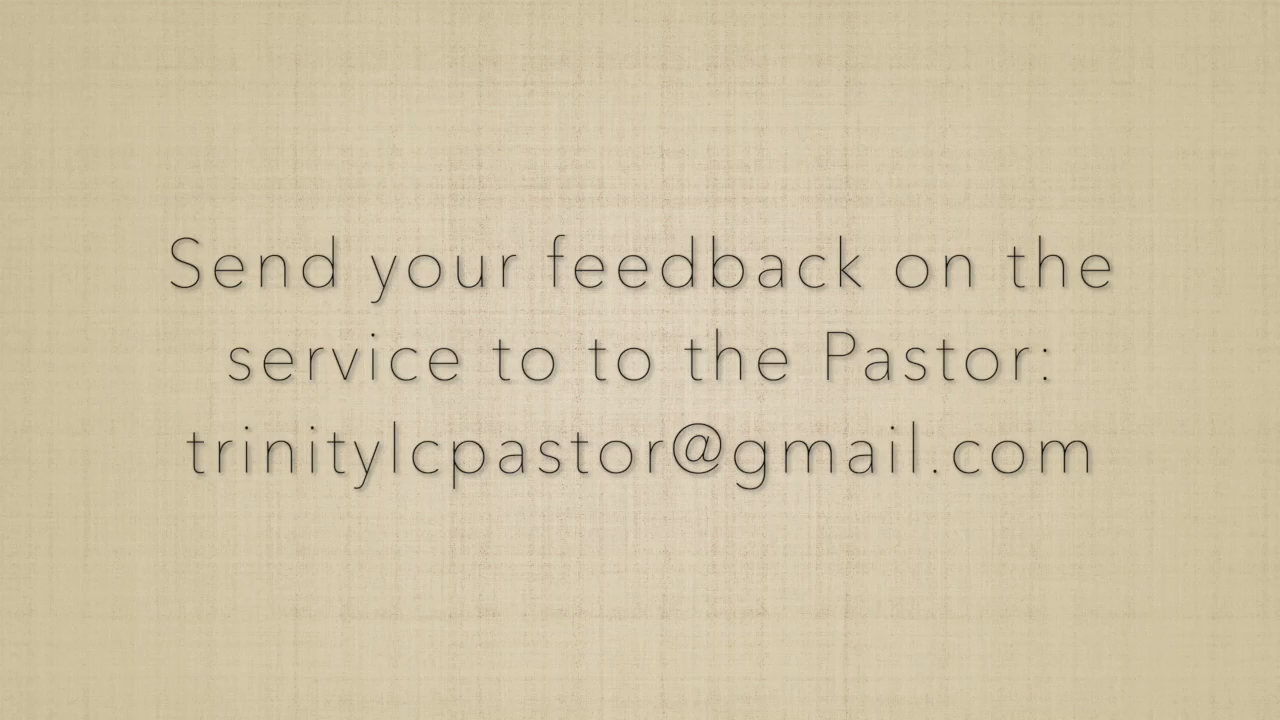 Send your feedback on the
service to to the Pastor:
trinitylcpastor@gmail.com